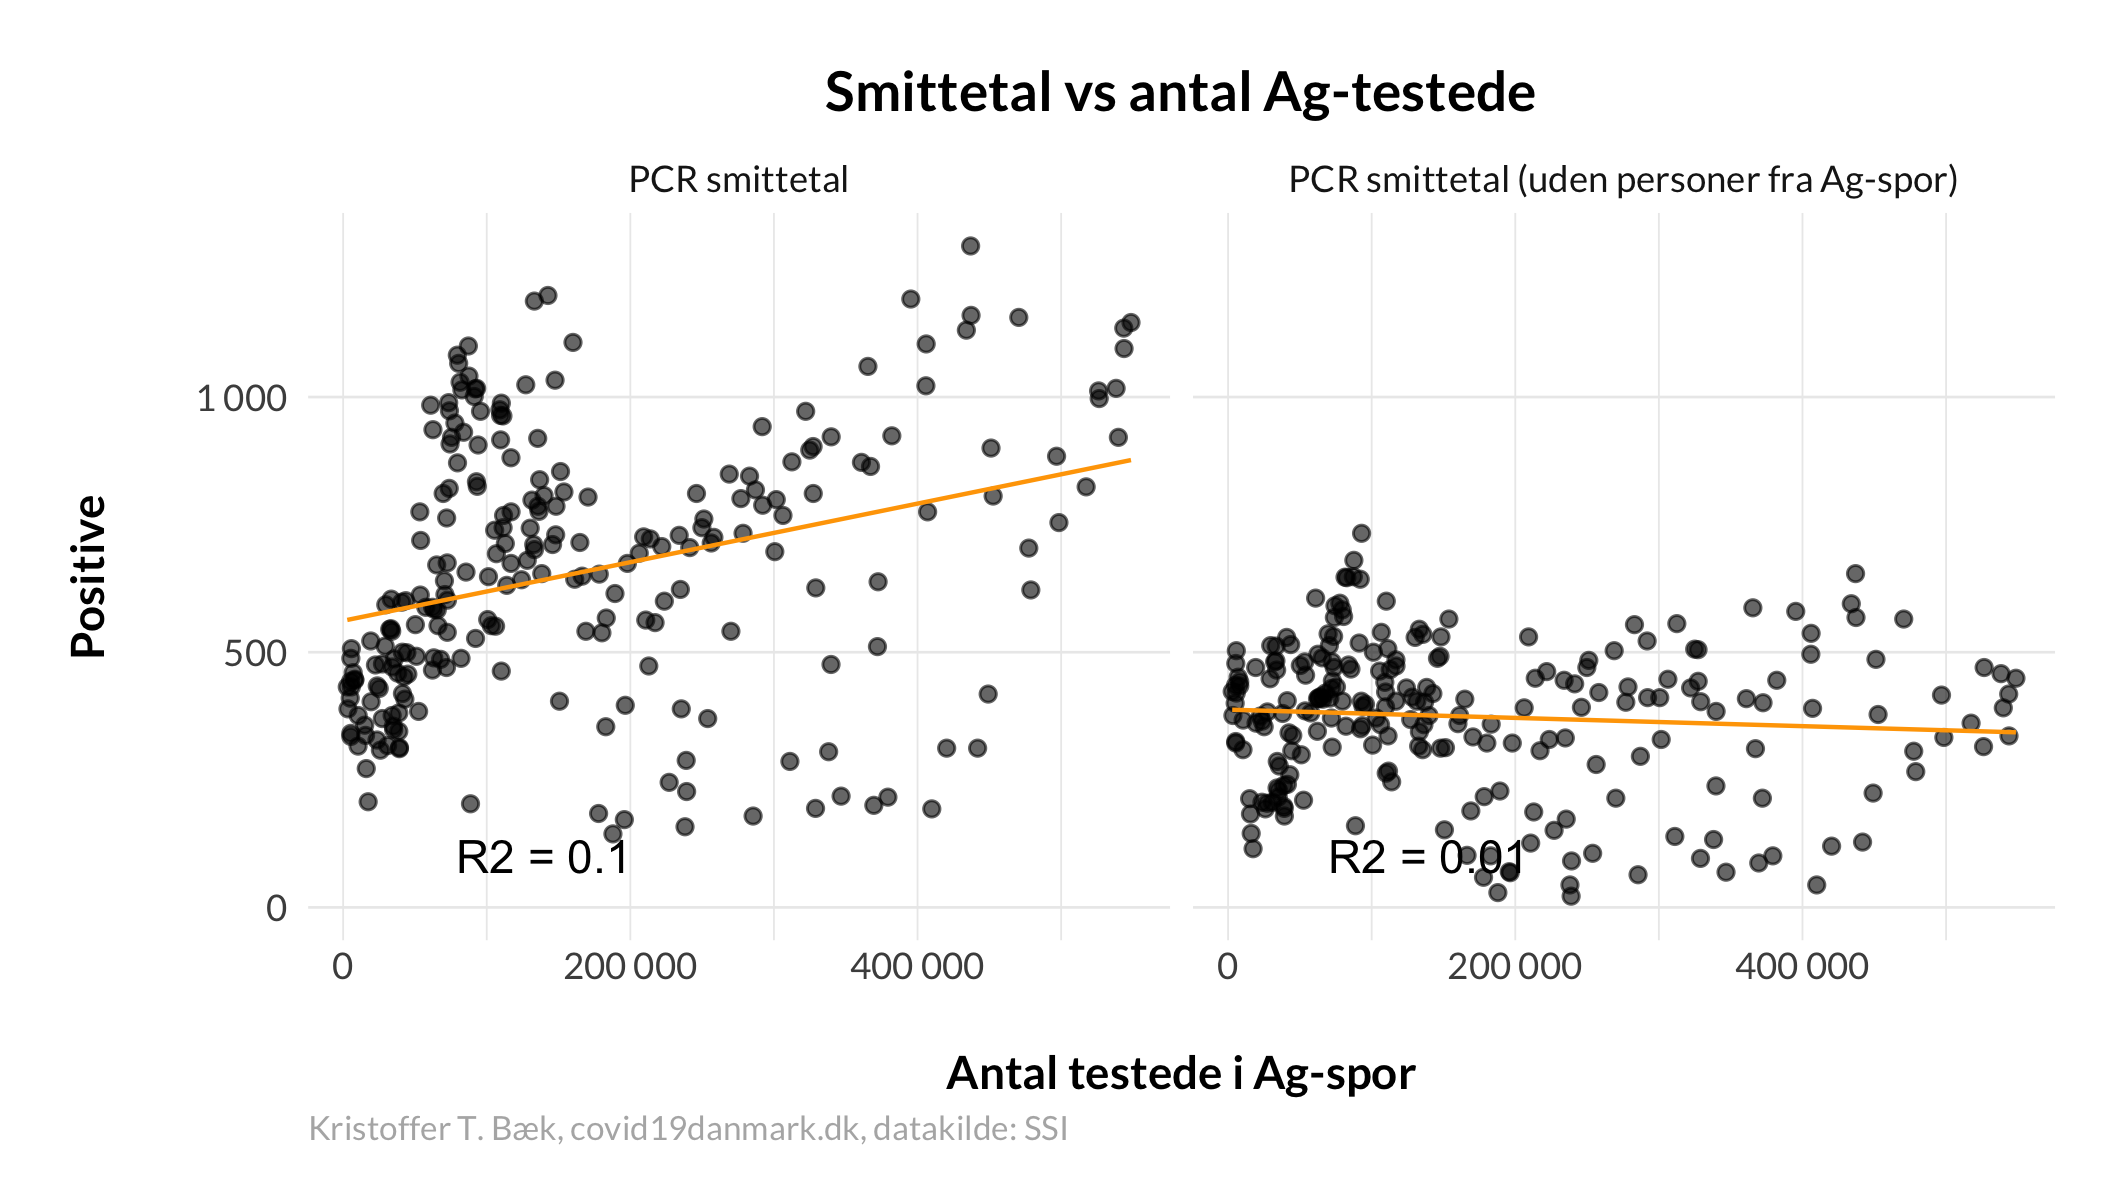 Smittetal vs antal Ag-testede
PCR smittetal
PCR smittetal (uden personer fra Ag-spor)
Positive
1 000
500
0
R2 = 0.1
R2 = 0.01
0
200 000
400 000
0
200 000
400 000
Antal testede i Ag-spor
Kristoffer T. Bæk, covid19danmark.dk, datakilde: SSI